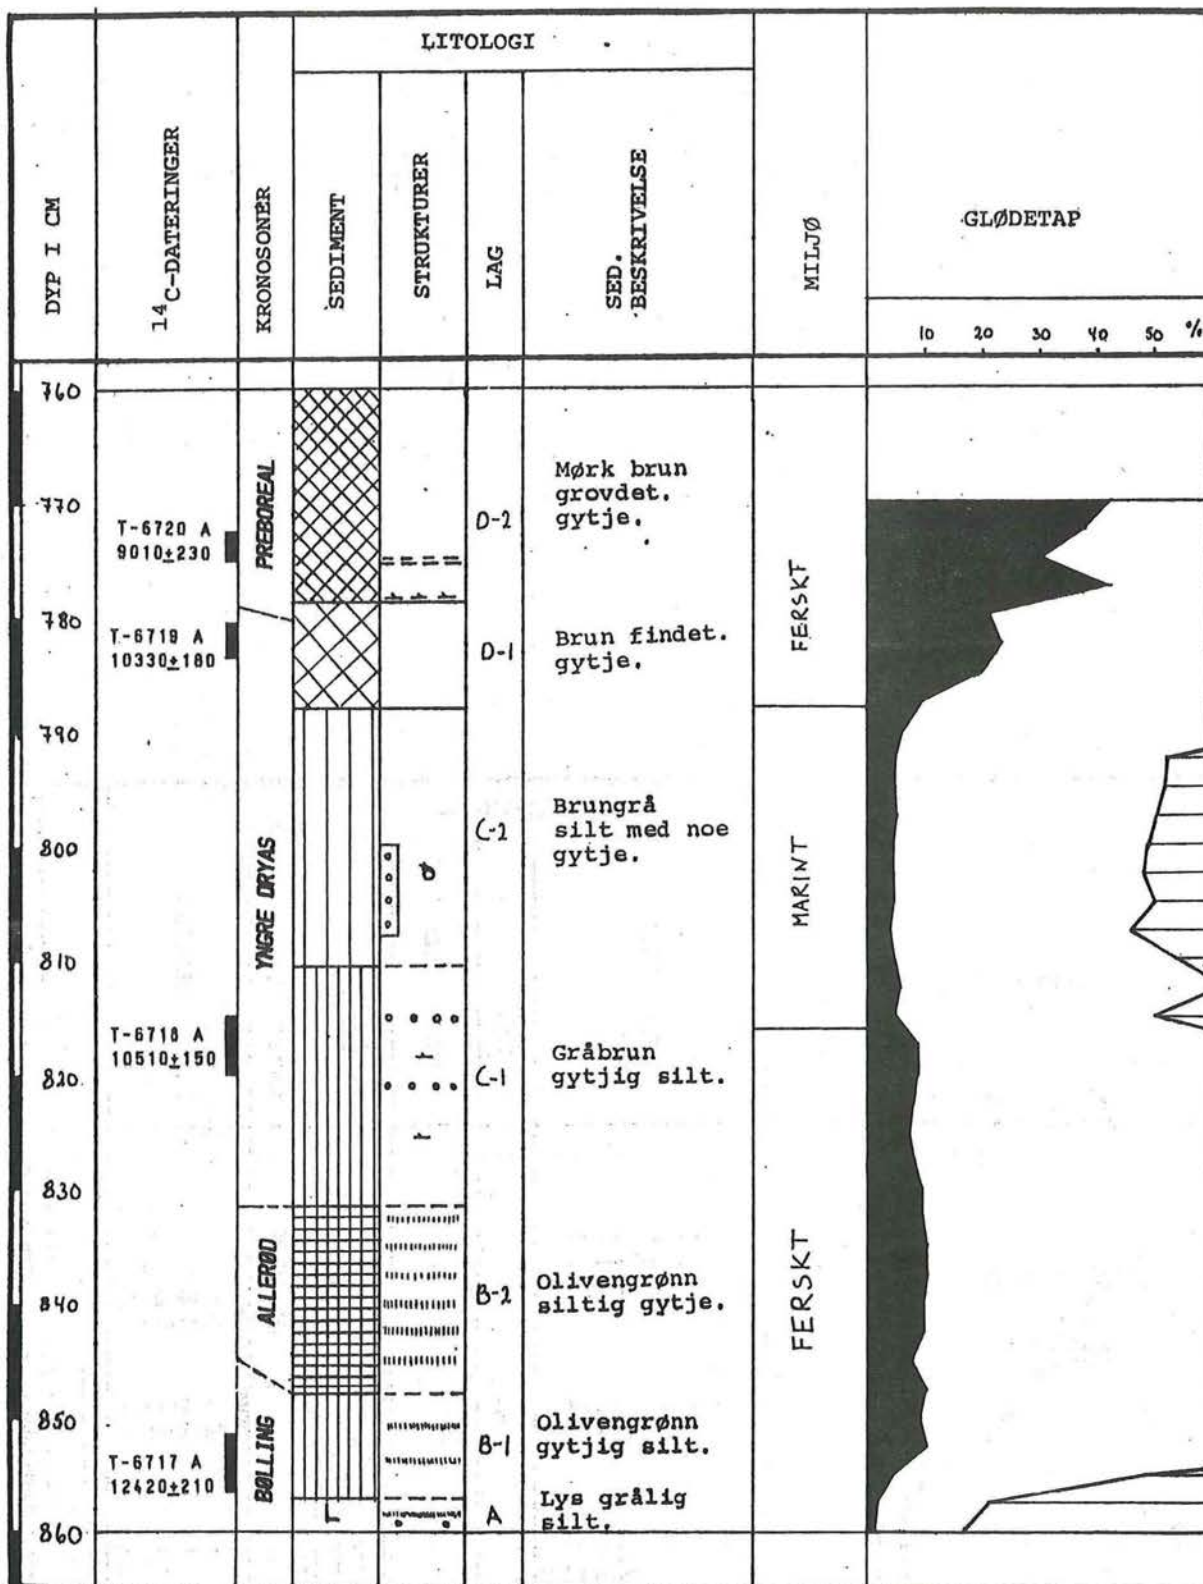 LITOLOGI
DYP I CM
14C-DATERINGER
KRONOSONER
SEDIMENT
STRUKTURER
LAG
SED.
BESKRIVELSE
MILJØ
GLØDETAP
10 20 30 40 50 %
760
770
780
790
800
810
820
830
840
850
860
T-6720 A
9010±230
T-6719 A
10330±180
T-6718 A
10510±150
T-6717 A
12420±210
PREBOREAL
YNGRE DRYAS
ALLERØD
BØLLING
D-2
D-1
C-2
C-1
B-2
B-1
A
Mørk brun
grovdet.
gytje.
Brun findet.
gytje.
Brungrå
silt med noe
gytje.
Gråbrun
gytjig silt.
Olivengrønn
siltig gytje.
Olivengrønn
gytjig silt.
Lys grålig
silt.
FERSKT
MARINT
FERSKT